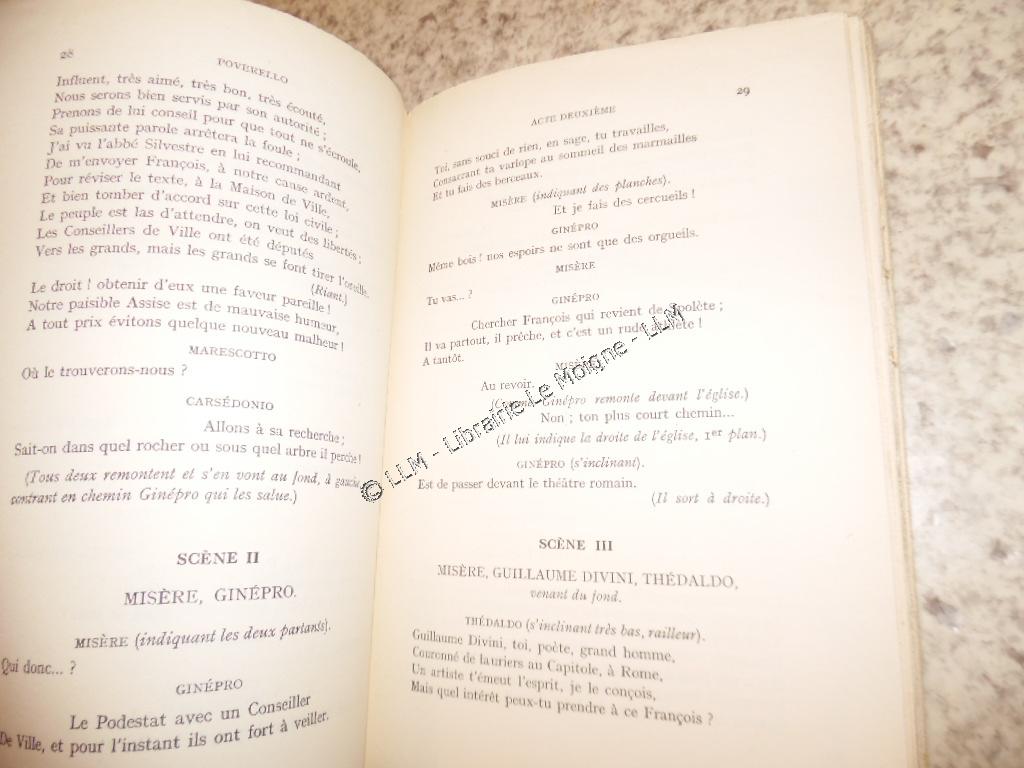 28
POVERELLO
Influent, très aimé, très bon, très écouté,
Nous serons bien servis par son autorité ;
Prenons de lui conseil pour que tout ne s'écroule,
Sa puissante parole arrêtera la foule ;
J'ai vu l'abbé Silvestre en lui recommandant
De m'envoyer François, à notre cause ardent,
Pour réviser le texte, à la Maison de Ville,
Et bien tomber d'accord sur cette loi civile ;
Le peuple est las d'attendre, on veut des libertés ;
Les Conseillers de Ville ont été députés
Vers les grands, mais les grands se font tirer l'oreille.
(Riant.)
Le droit ! obtenir d'eux une faveur pareille !
Notre paisible Assise est de mauvaise humeur,
A tout prix évitons quelque nouveau malheur !
MARESCOTTO
Où le trouverons-nous ?
CARSÉDONIO
Allons à sa recherche ;
Sait-on dans quel rocher ou sous quel arbre il perche !
(Tous deux remontent et s'en vont au fond, à gauche,
contrant en chemin Ginépro qui les salue.)
SCÈNE II
MISÈRE, GINÉPRO.
MISÈRE (indiquant les deux partants).
Qui donc... ?
GINÉPRO
Le Podestat avec un Conseiller
De Ville, et pour l'instant ils ont fort à veiller.
29
ACTE DEUXIÈME
Toi, sans souci de rien, en sage, tu travailles,
Consacrant ta varlope au sommeil des marmailles
Et tu fais des berceaux.
MISÈRE (indiquant des planches).
Et je fais des cercueils !
GINÉPRO
Même bois ! nos espoirs ne sont que des orgueils.
MISÈRE
Tu vas... ?
GINÉPRO
Chercher François qui revient de Spolète ;
Il va partout, il prêche, et c'est un rude athlète !
A tantôt.
MISÈRE
Au revoir.
(Comme Ginépro remonte devant l'église.)
Non ; ton plus court chemin...
(Il lui indique la droite de l'église, 1er plan.)
GINÉPRO (s'inclinant).
Est de passer devant le théâtre romain.
(Il sort à droite.)
SCÈNE III
MISÈRE, GUILLAUME DIVINI, THÉDALDO,
venant du fond.
THÉDALDO (s'inclinant très bas, railleur).
Guillaume Divini, toi, poète, grand homme,
Couronné de lauriers au Capitole, à Rome,
Un artiste t'émeut l'esprit, je le conçois,
Mais quel intérêt peux-tu prendre à ce François ?
© LLM - Librairie Le Moigne - LLM